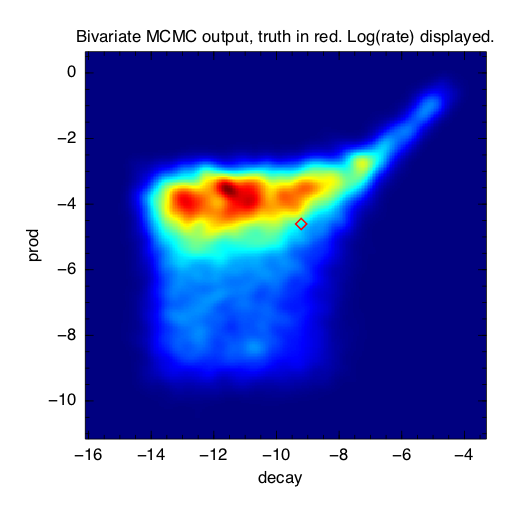 Bivariate MCMC output, truth in red. Log(rate) displayed.
0
−2
−4
−6
−8
−10
prod
−16 −14 −12 −10 −8 −6 −4
decay